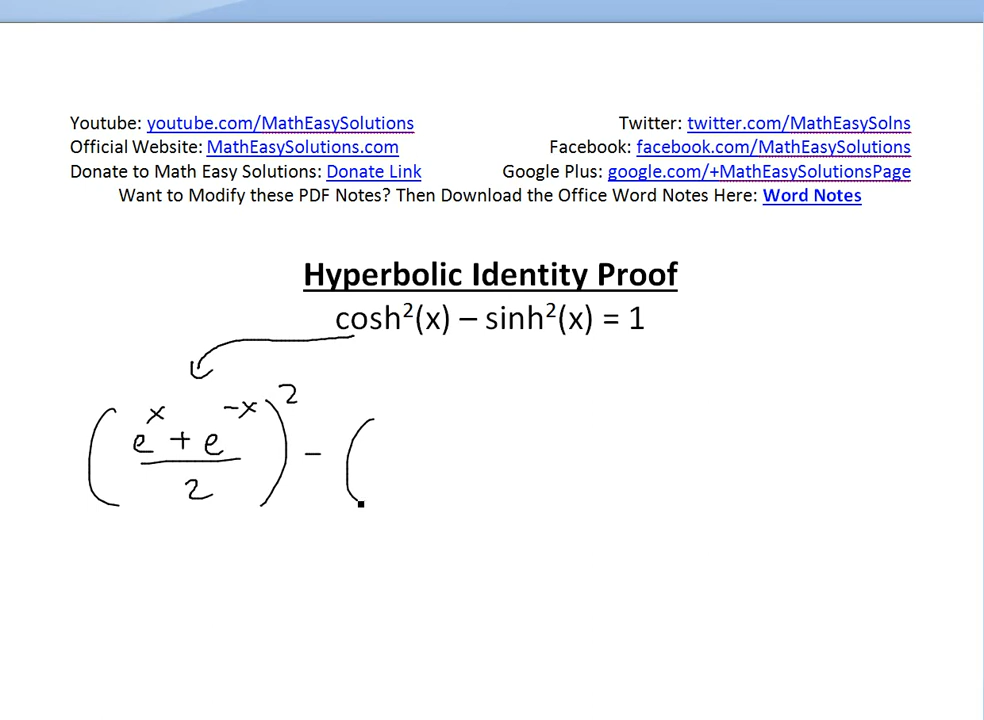 Youtube: youtube.com/MathEasySolutions Twitter: twitter.com/MathEasySolns
Official Website: MathEasySolutions.com Facebook: facebook.com/MathEasySolutions
Donate to Math Easy Solutions: Donate Link Google Plus: google.com/+MathEasySolutionsPage
Want to Modify these PDF Notes? Then Download the Office Word Notes Here: Word Notes
Hyperbolic Identity Proof
cosh²(x) – sinh²(x) = 1
(e^x + e^-x / 2)² - (